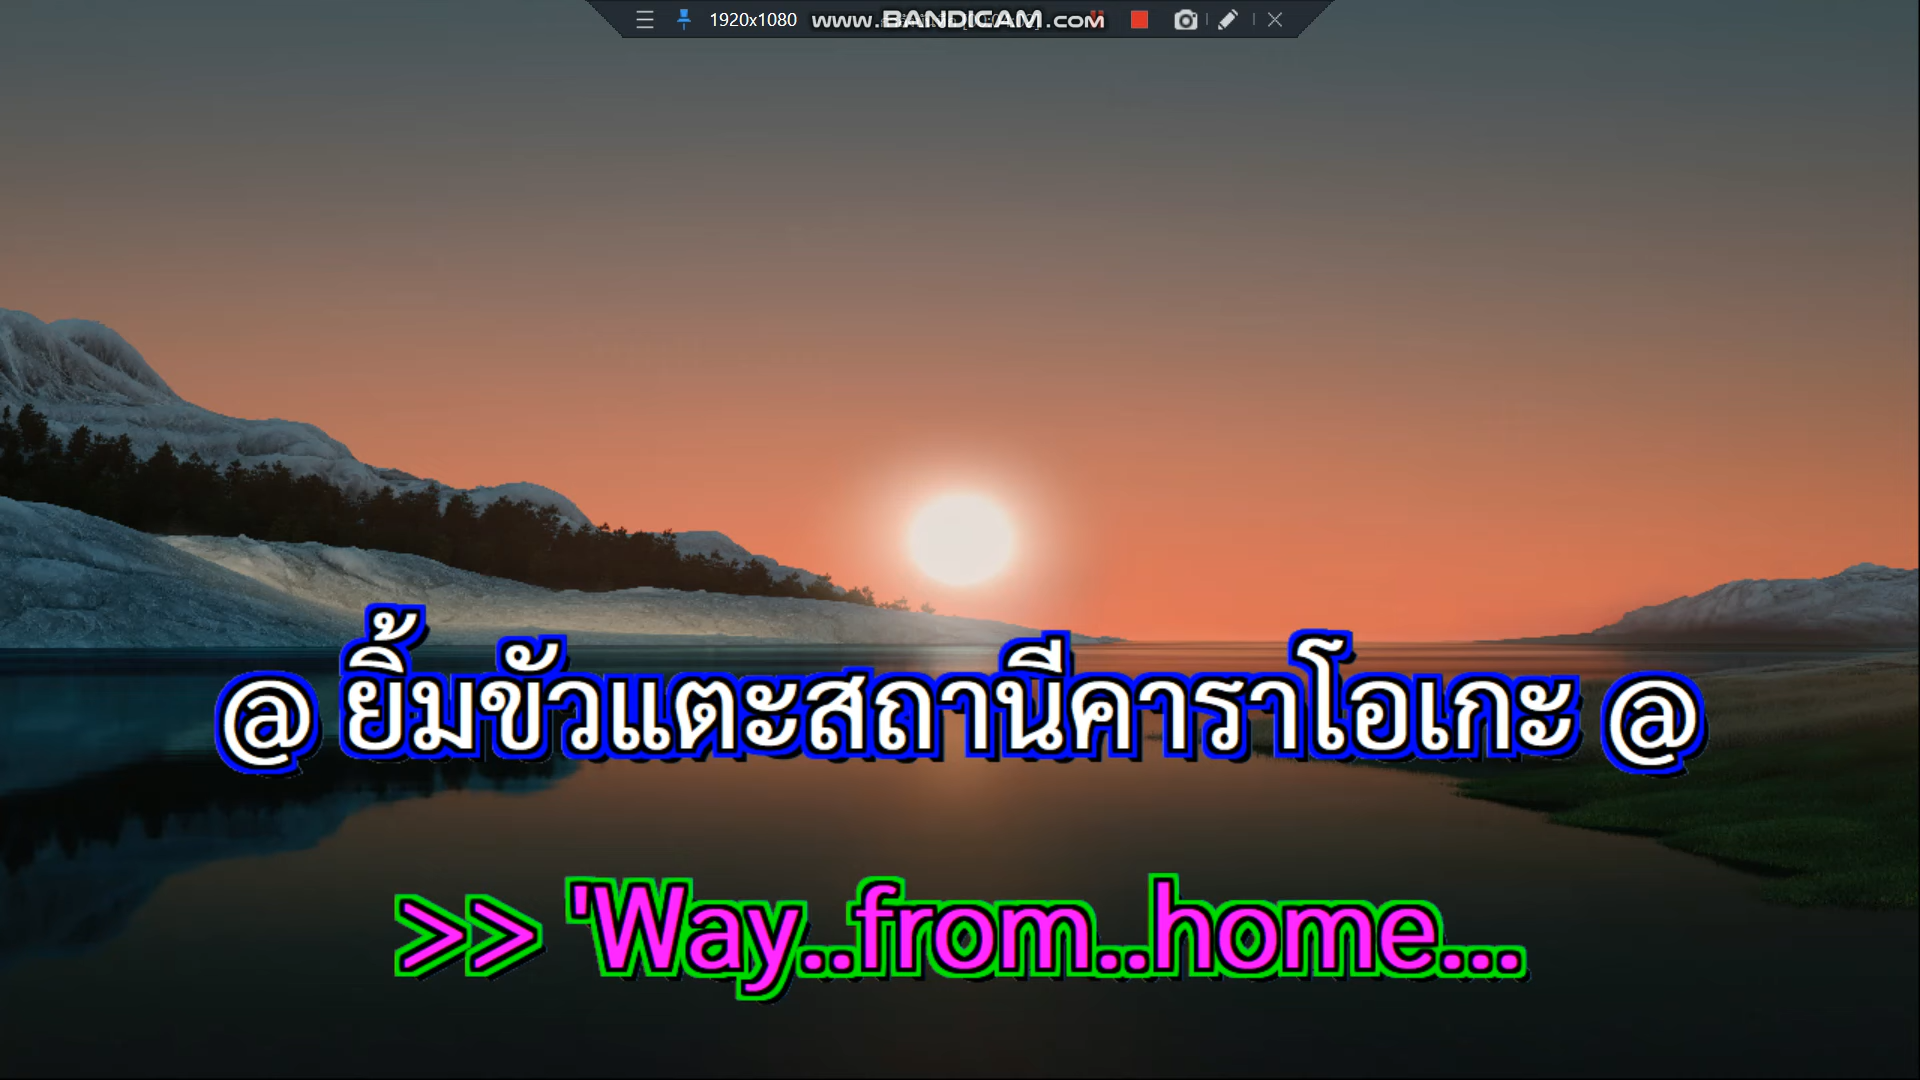 1920x1080 www.BANDICAM.com
@ ยิ้มขัวแตะสถานีคาราโอเกะ @
>> 'Way..from..home...